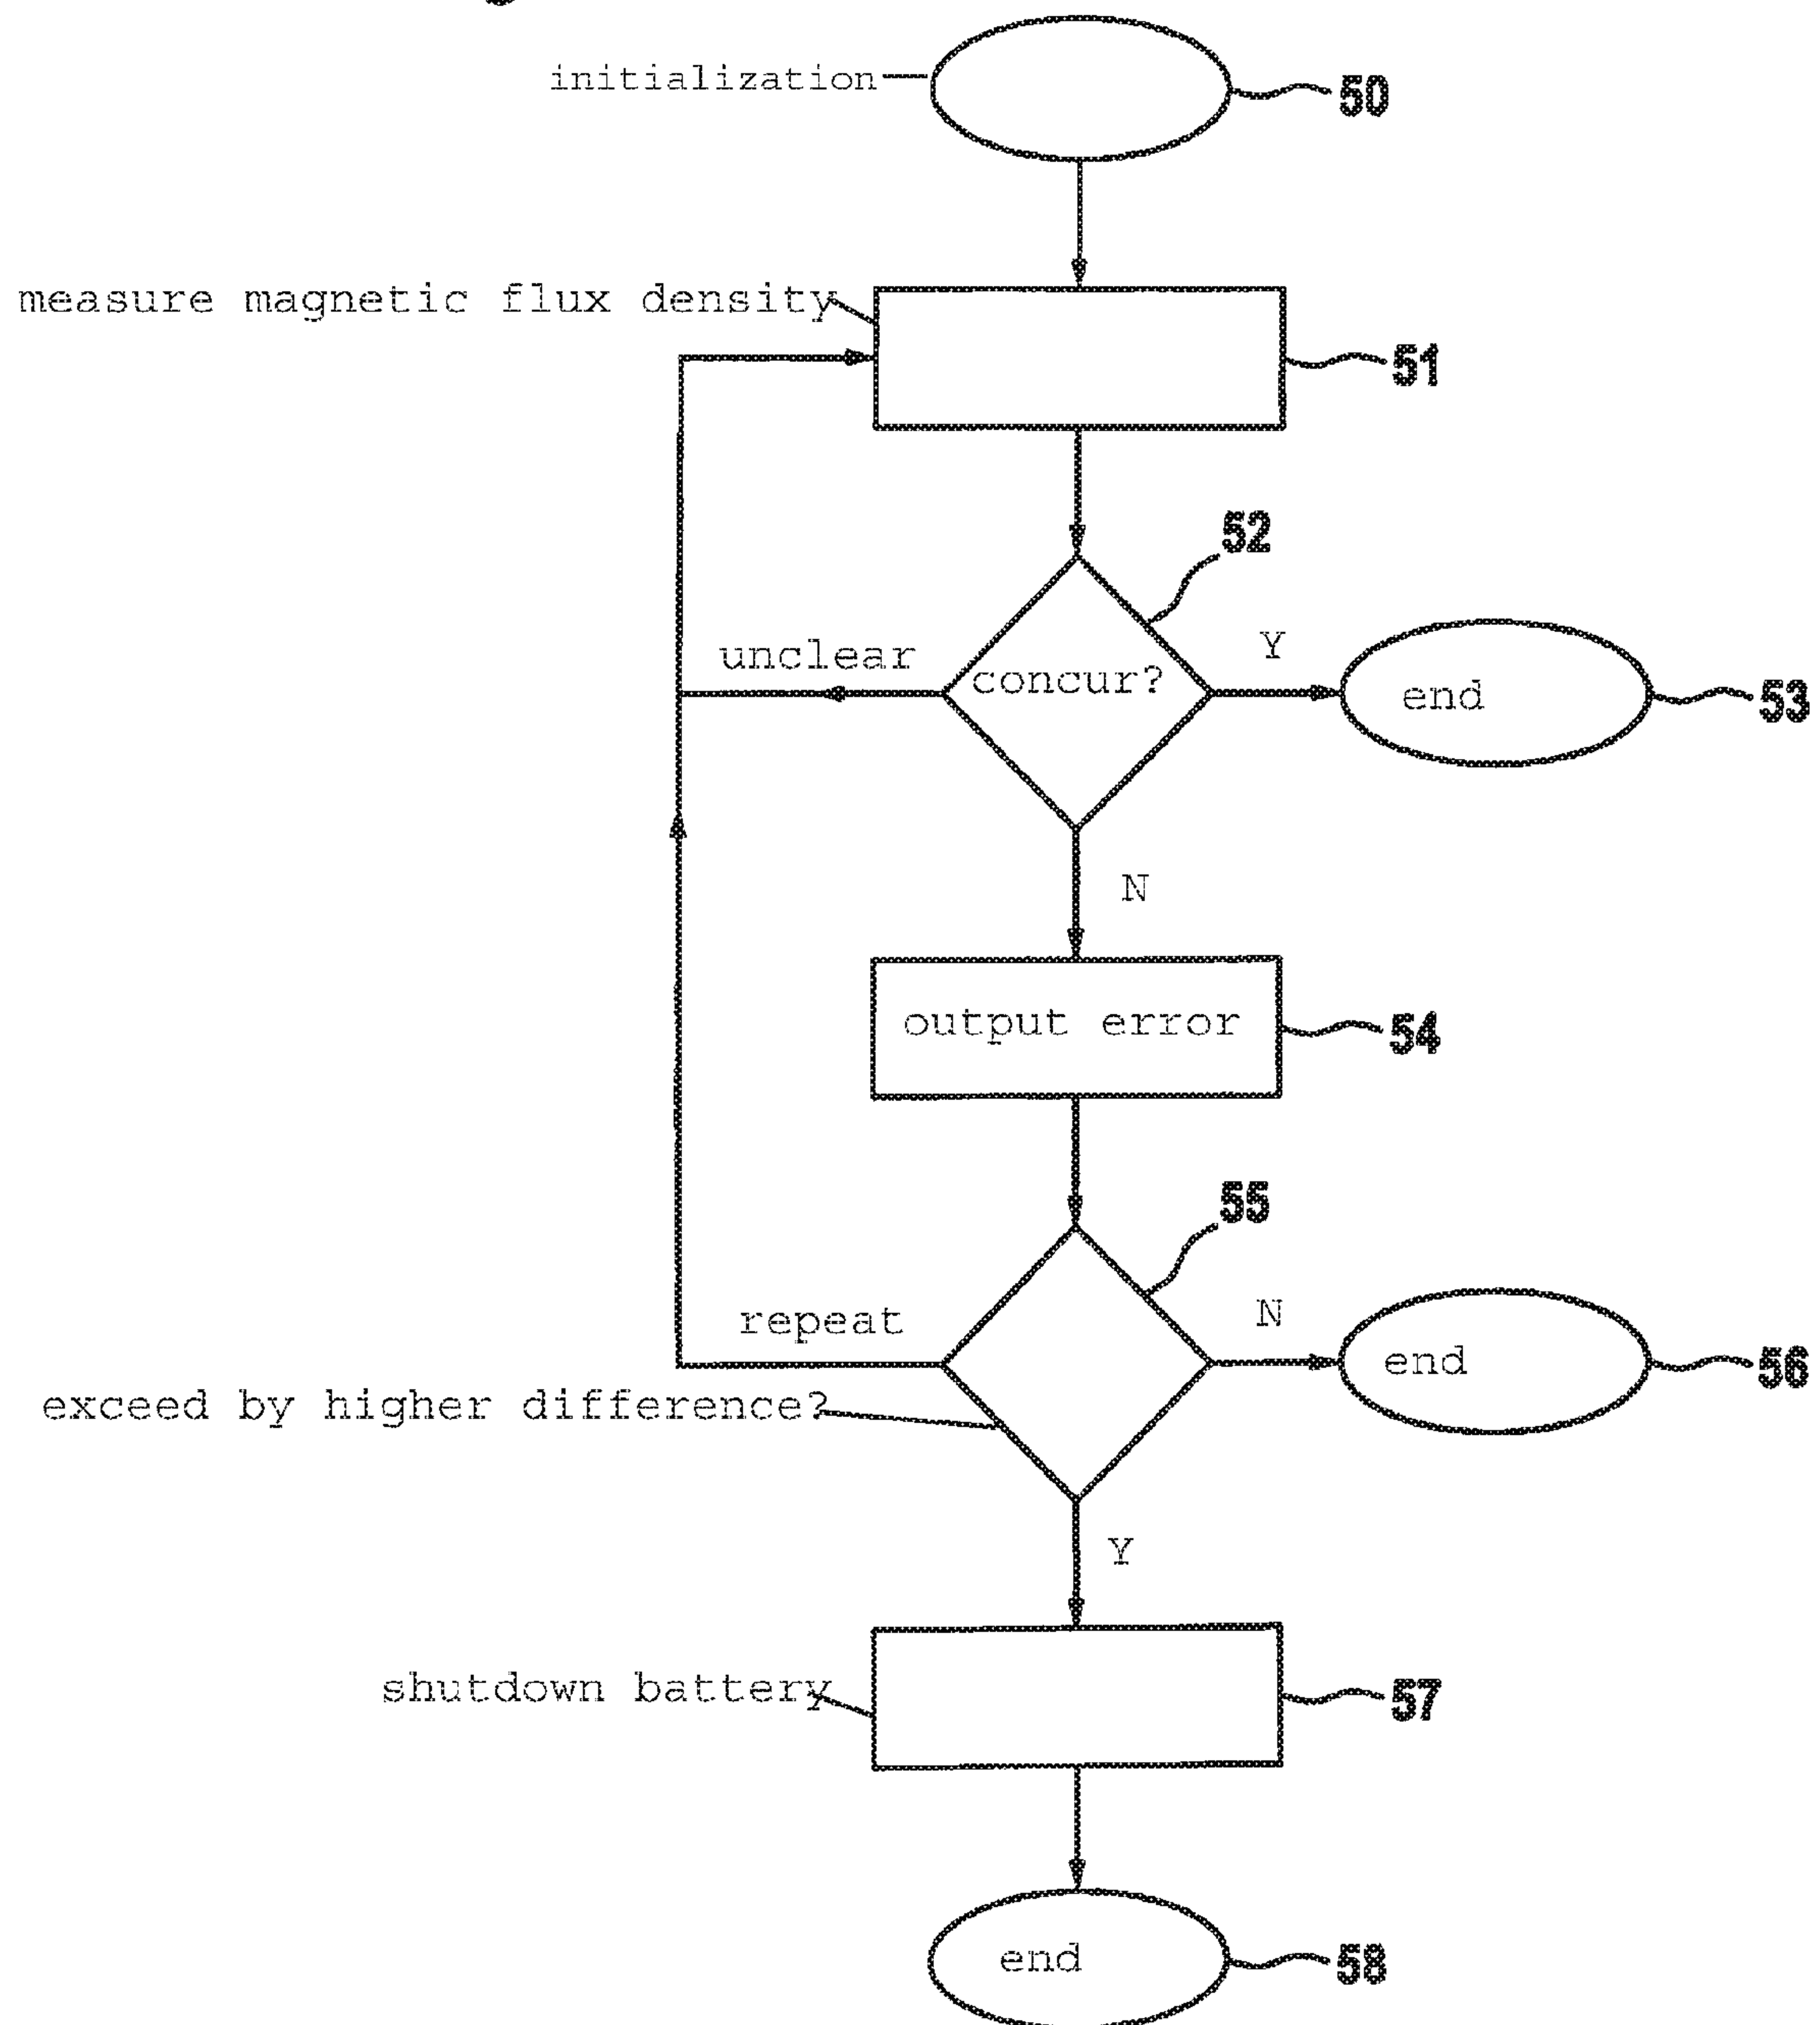 initialization
50
measure magnetic flux density
51
52
unclear
concur?
Y
end
53
N
output error
54
55
repeat
N
end
56
exceed by higher difference?
Y
shutdown battery
57
end
58